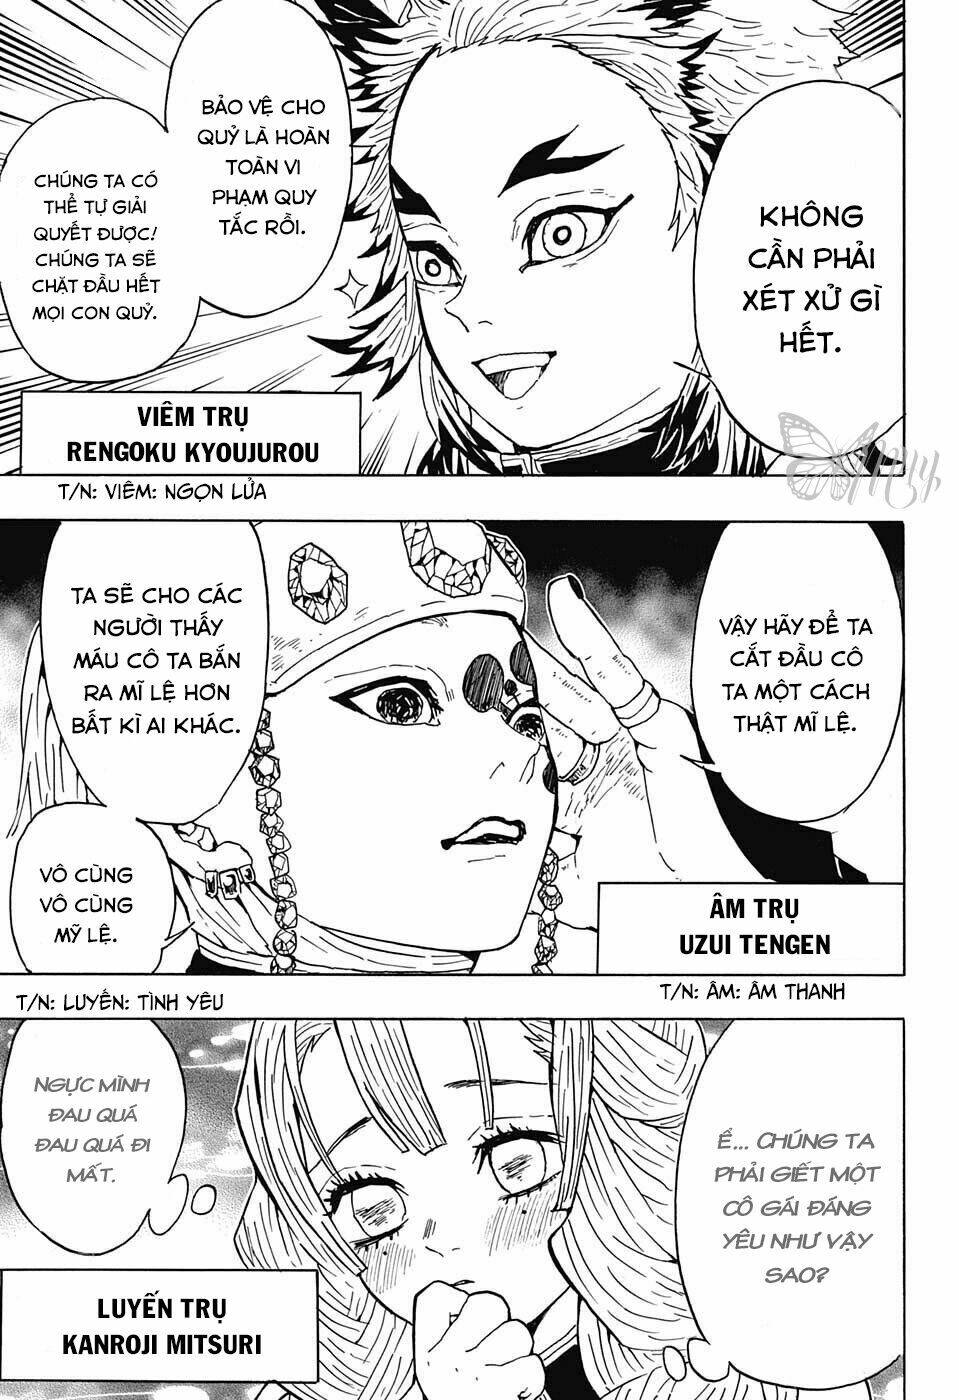 KHÔNG
CẦN PHẢI
XÉT XỬ GÌ
HẾT.
BẢO VỆ CHO
QUỶ LÀ HOÀN
TOÀN VI
PHẠM QUY
TẮC RỒI.
CHÚNG TA CÓ
THỂ TỰ GIẢI
QUYẾT ĐƯỢC!
CHÚNG TA SẼ
CHẶT ĐẦU HẾT
MỌI CON QUỶ.
VIÊM TRỤ
RENGOKU KYOUJUROU
T/N: VIÊM: NGỌN LỬA
VẬY HÃY ĐỂ TA
CẮT ĐẦU CÔ
TA MỘT CÁCH
THẬT MĨ LỆ.
TA SẼ CHO CÁC
NGƯỜI THẤY
MÁU CÔ TA BẮN
RA MĨ LỆ HƠN
BẤT KÌ AI KHÁC.
VÔ CÙNG
VÔ CÙNG
MỸ LỆ.
ÂM TRỤ
UZUI TENGEN
T/N: ÂM: ÂM THANH
T/N: LUYẾN: TÌNH YÊU
Ể... CHÚNG TA
PHẢI GIẾT MỘT
CÔ GÁI ĐÁNG
YÊU NHƯ VẬY
SAO?
NGỰC MÌNH
ĐAU QUÁ
ĐAU QUÁ ĐI
MẤT.
LUYẾN TRỤ
KANROJI MITSURI